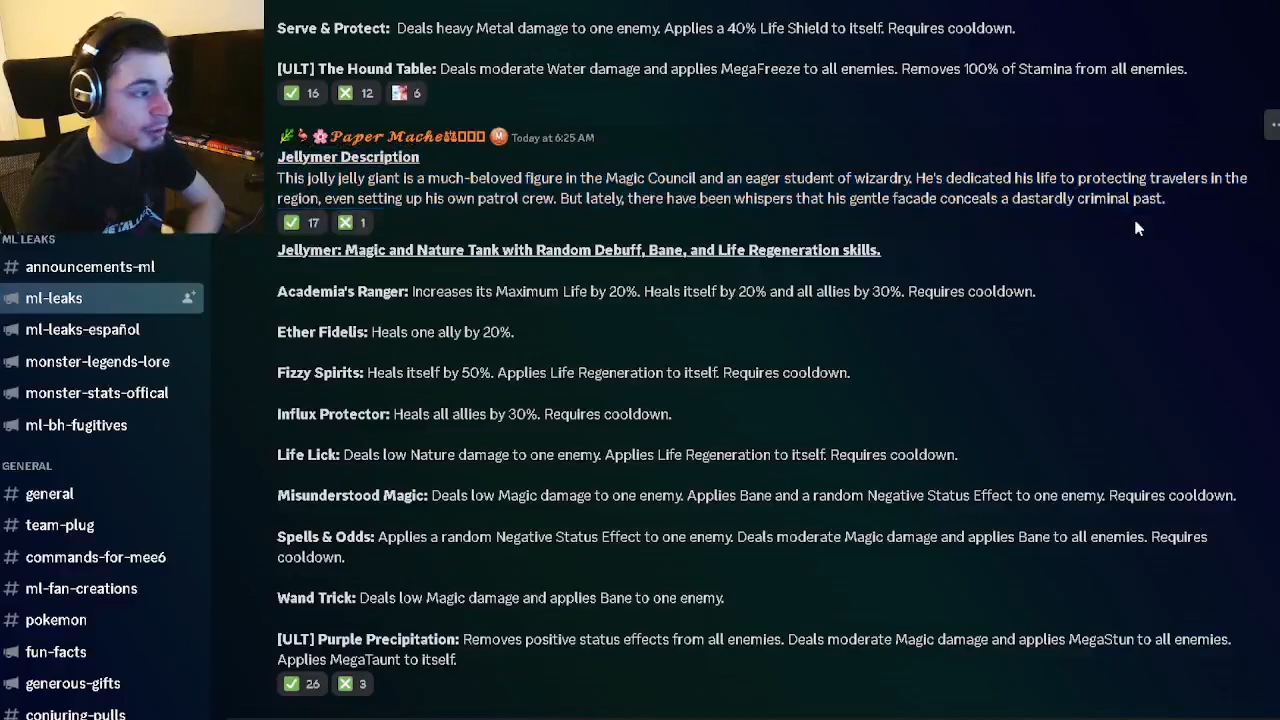 Serve & Protect: Deals heavy Metal damage to one enemy. Applies a 40% Life Shield to itself. Requires cooldown.
[ULT] The Hound Table: Deals moderate Water damage and applies MegaFreeze to all enemies. Removes 100% of Stamina from all enemies.
16 12 6
Paper Mache Today at 6:25 AM
Jellymer Description
This jolly jelly giant is a much-beloved figure in the Magic Council and an eager student of wizardry. He's dedicated his life to protecting travelers in the
region, even setting up his own patrol crew. But lately, there have been whispers that his gentle facade conceals a dastardly criminal past.
17 1
Jellymer: Magic and Nature Tank with Random Debuff, Bane, and Life Regeneration skills.
Academia's Ranger: Increases its Maximum Life by 20%. Heals itself by 20% and all allies by 30%. Requires cooldown.
Ether Fidelis: Heals one ally by 20%.
Fizzy Spirits: Heals itself by 50%. Applies Life Regeneration to itself. Requires cooldown.
Influx Protector: Heals all allies by 30%. Requires cooldown.
Life Lick: Deals low Nature damage to one enemy. Applies Life Regeneration to itself. Requires cooldown.
Misunderstood Magic: Deals low Magic damage to one enemy. Applies Bane and a random Negative Status Effect to one enemy. Requires cooldown.
Spells & Odds: Applies a random Negative Status Effect to one enemy. Deals moderate Magic damage and applies Bane to all enemies. Requires
cooldown.
Wand Trick: Deals low Magic damage and applies Bane to one enemy.
[ULT] Purple Precipitation: Removes positive status effects from all enemies. Deals moderate Magic damage and applies MegaStun to all enemies.
Applies MegaTaunt to itself.
26 3
ML LEAKS
# announcements-ml
ml-leaks
ml-leaks-español
monster-legends-lore
monster-stats-offical
ml-bh-fugitives
GENERAL
# general
# team-plug
# commands-for-mee6
# ml-fan-creations
# pokemon
# fun-facts
# generous-gifts
# conjuring-pulls